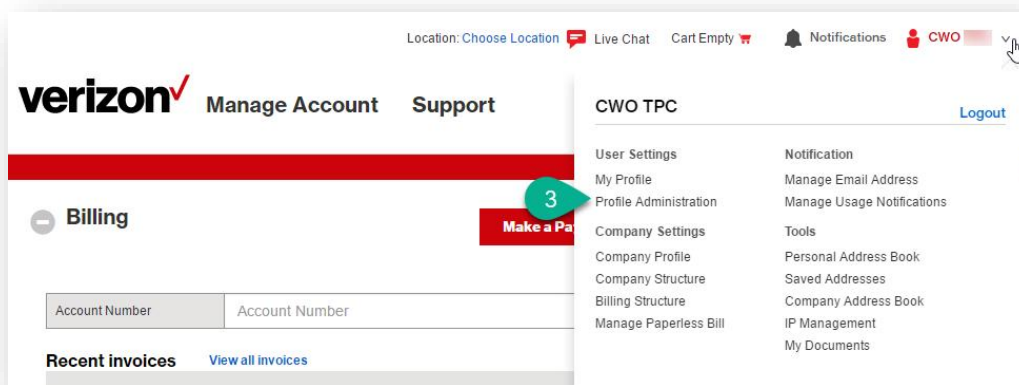 Location: Choose Location Live Chat Cart Empty Notifications CWO
verizon Manage Account Support
CWO TPC Logout
User Settings Notification
My Profile Manage Email Address
3 Profile Administration Manage Usage Notifications
Billing
Make a Pa
Company Settings Tools
Company Profile Personal Address Book
Company Structure Saved Addresses
Billing Structure Company Address Book
Account Number Account Number
Manage Paperless Bill IP Management
My Documents
Recent invoices View all invoices